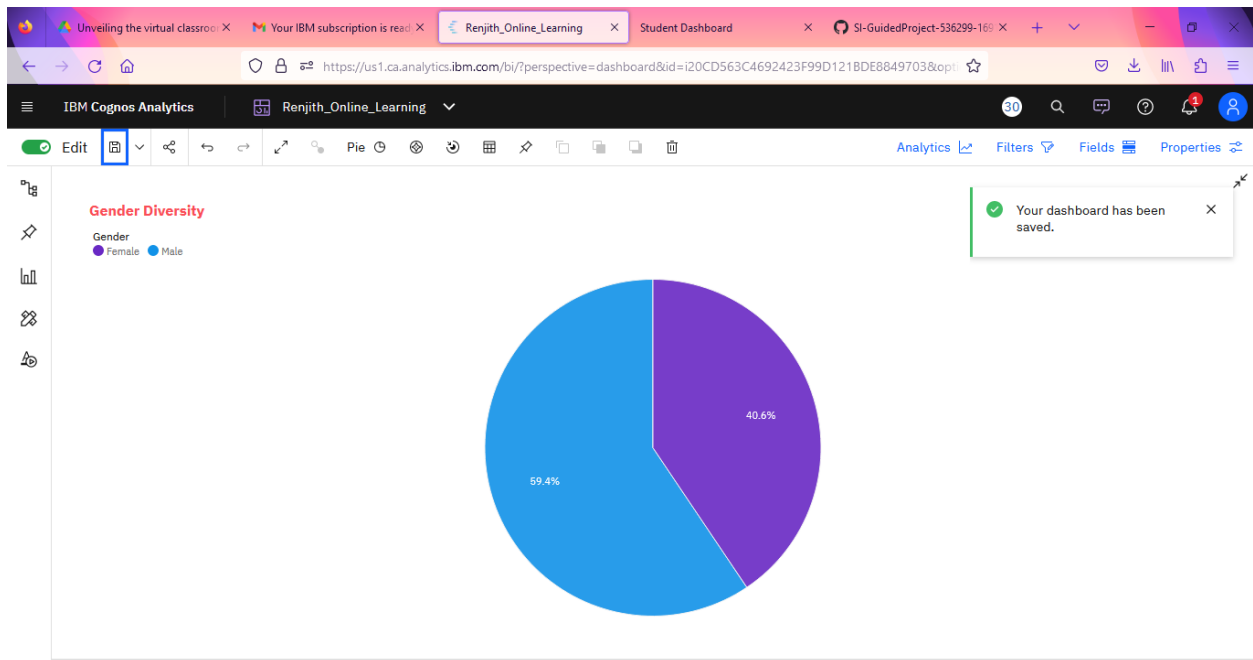 Unveiling the virtual classroo
Your IBM subscription is read
Renjith_Online_Learning
Student Dashboard
SI-GuidedProject-536299-169
https://us1.ca.analytics.ibm.com/bi/?perspective=dashboard&id=i20CD563C4692423F99D121BDE8849703&opt
IBM Cognos Analytics
Renjith_Online_Learning
30
1
Edit
Pie
Analytics
Filters
Fields
Properties
Your dashboard has been
saved.
Gender Diversity
Gender
Female
Male
40.6%
59.4%